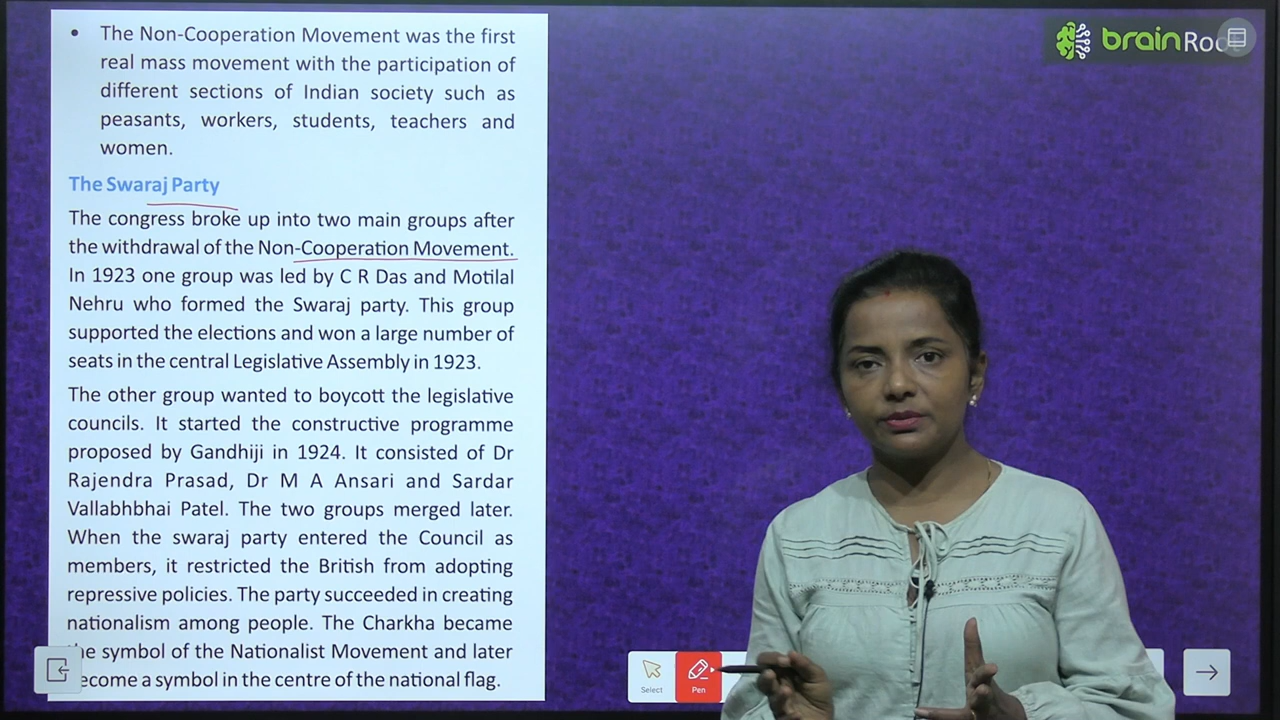 • The Non-Cooperation Movement was the first
real mass movement with the participation of
different sections of Indian society such as
peasants, workers, students, teachers and
women.
The Swaraj Party
The congress broke up into two main groups after
the withdrawal of the Non-Cooperation Movement.
In 1923 one group was led by C R Das and Motilal
Nehru who formed the Swaraj party. This group
supported the elections and won a large number of
seats in the central Legislative Assembly in 1923.
The other group wanted to boycott the legislative
councils. It started the constructive programme
proposed by Gandhiji in 1924. It consisted of Dr
Rajendra Prasad, Dr M A Ansari and Sardar
Vallabhbhai Patel. The two groups merged later.
When the swaraj party entered the Council as
members, it restricted the British from adopting
repressive policies. The party succeeded in creating
nationalism among people. The Charkha became
symbol of the Nationalist Movement and later
a symbol in the centre of the national flag.
brain
Select
Pen